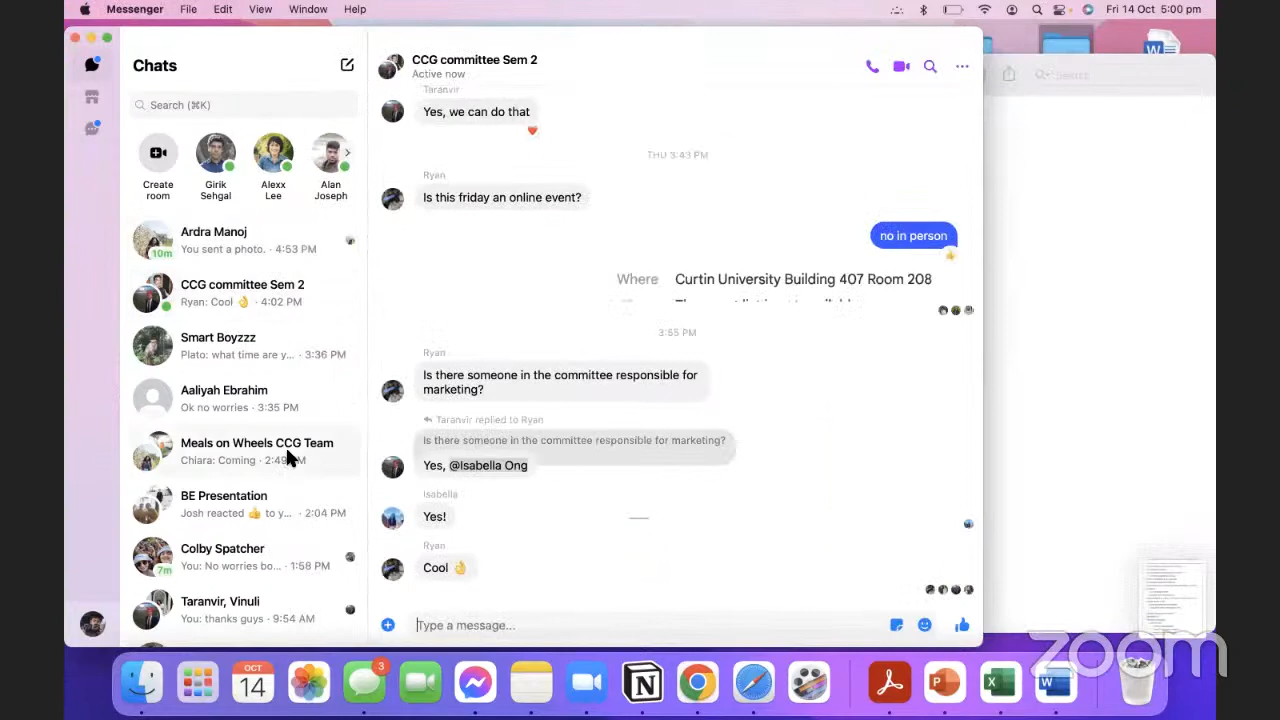 Messenger File Edit View Window Help
Fri 14 Oct 5:00 pm
Chats
Search (⌘K)
Create room
Girik Sehgal
Alexx Lee
Alan Joseph
Ardra Manoj
You sent a photo. · 4:53 PM
10m
CCG committee Sem 2
Ryan: Cool 👌 · 4:02 PM
Smart Boyzzz
Plato: what time are y... · 3:36 PM
Aaliyah Ebrahim
Ok no worries · 3:35 PM
Meals on Wheels CCG Team
Chiara: Coming
BE Presentation
Josh reacted 👍 to y... · 2:04 PM
Colby Spatcher
You: No worries bo... · 1:58 PM
7m
Taranvir, Vinuli
You: thanks guys · 9:54 AM
CCG committee Sem 2
Active now
Taranvir
Yes, we can do that
THU 3:43 PM
Ryan
Is this friday an online event?
no in person
Where Curtin University Building 407 Room 208
3:55 PM
Ryan
Is there someone in the committee responsible for
marketing?
Taranvir replied to Ryan
Is there someone in the committee responsible for marketing?
Yes, @Isabella Ong
Isabella
Yes!
Ryan
Cool 👌
Type a message...
Search
W
3
OCT
14
N
P
X
W
zoom